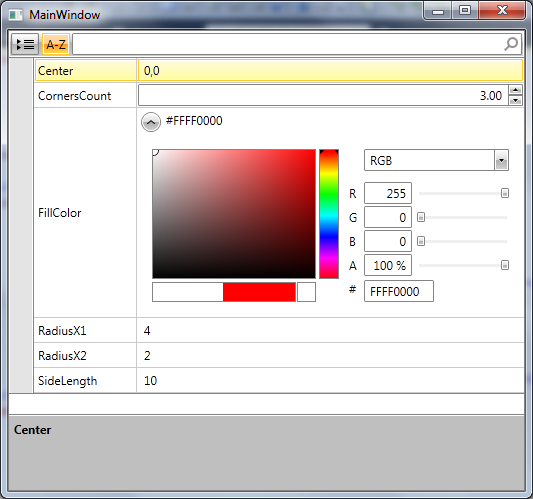 MainWindow
A-Z
Center 0,0
CornersCount 3.00
#FFFF0000
RGB
R 255
FillColor
G 0
B 0
A 100 %
# FFFF0000
RadiusX1 4
RadiusX2 2
SideLength 10
Center